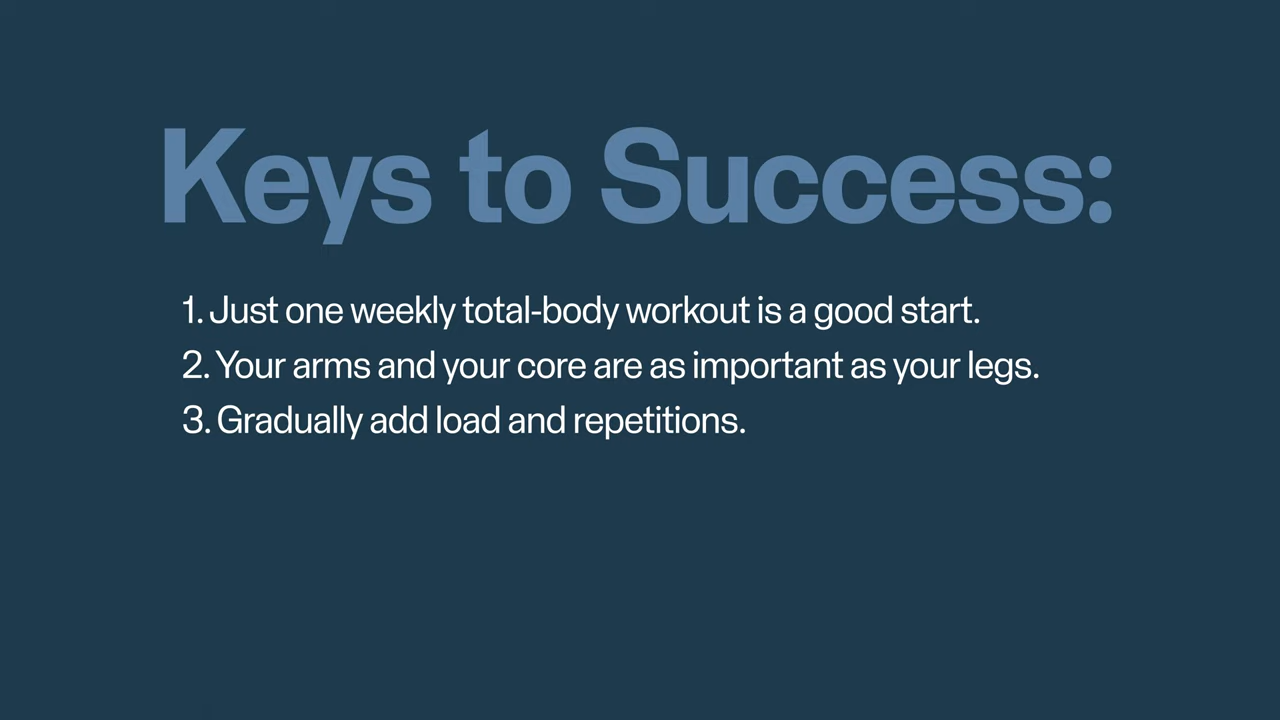 Keys to Success:
1. Just one weekly total-body workout is a good start.
2. Your arms and your core are as important as your legs.
3. Gradually add load and repetitions.